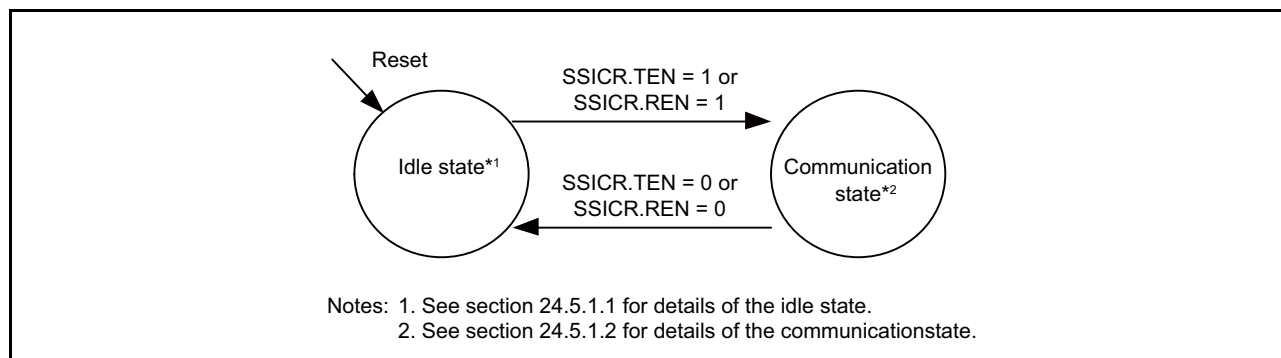 Reset
SSICR.TEN = 1 or
SSICR.REN = 1
Idle state*1
Communication
state*2
SSICR.TEN = 0 or
SSICR.REN = 0
Notes: 1. See section 24.5.1.1 for details of the idle state.
2. See section 24.5.1.2 for details of the communicationstate.